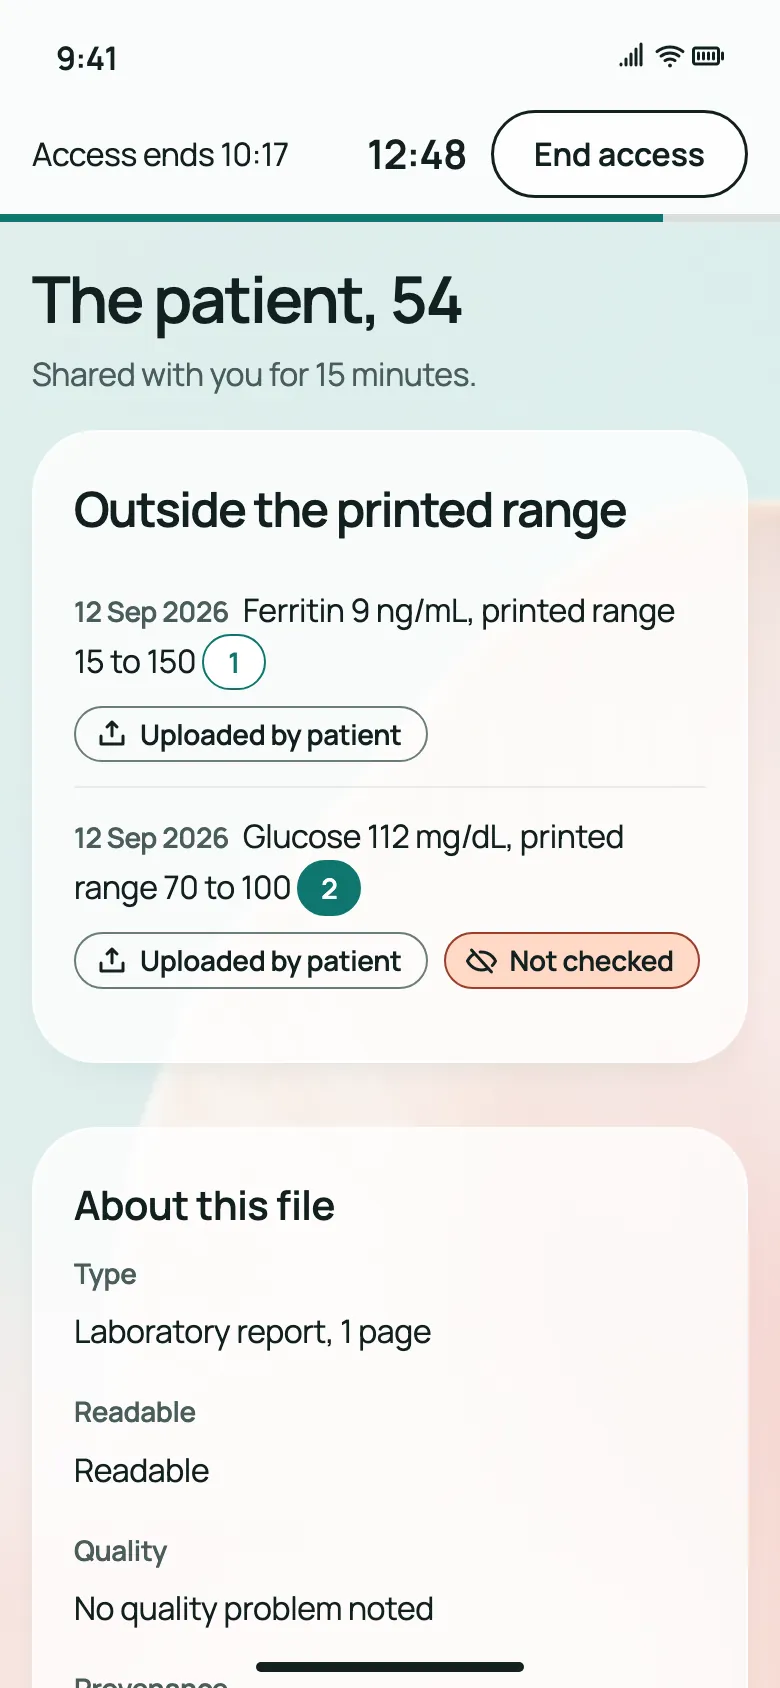 9:41
Access ends 10:17 12:48 End access
The patient, 54
Shared with you for 15 minutes.
Outside the printed range
12 Sep 2026 Ferritin 9 ng/mL, printed range
15 to 150 1
Uploaded by patient
12 Sep 2026 Glucose 112 mg/dL, printed
range 70 to 100 2
Uploaded by patient Not checked
About this file
Type
Laboratory report, 1 page
Readable
Readable
Quality
No quality problem noted
Provenance